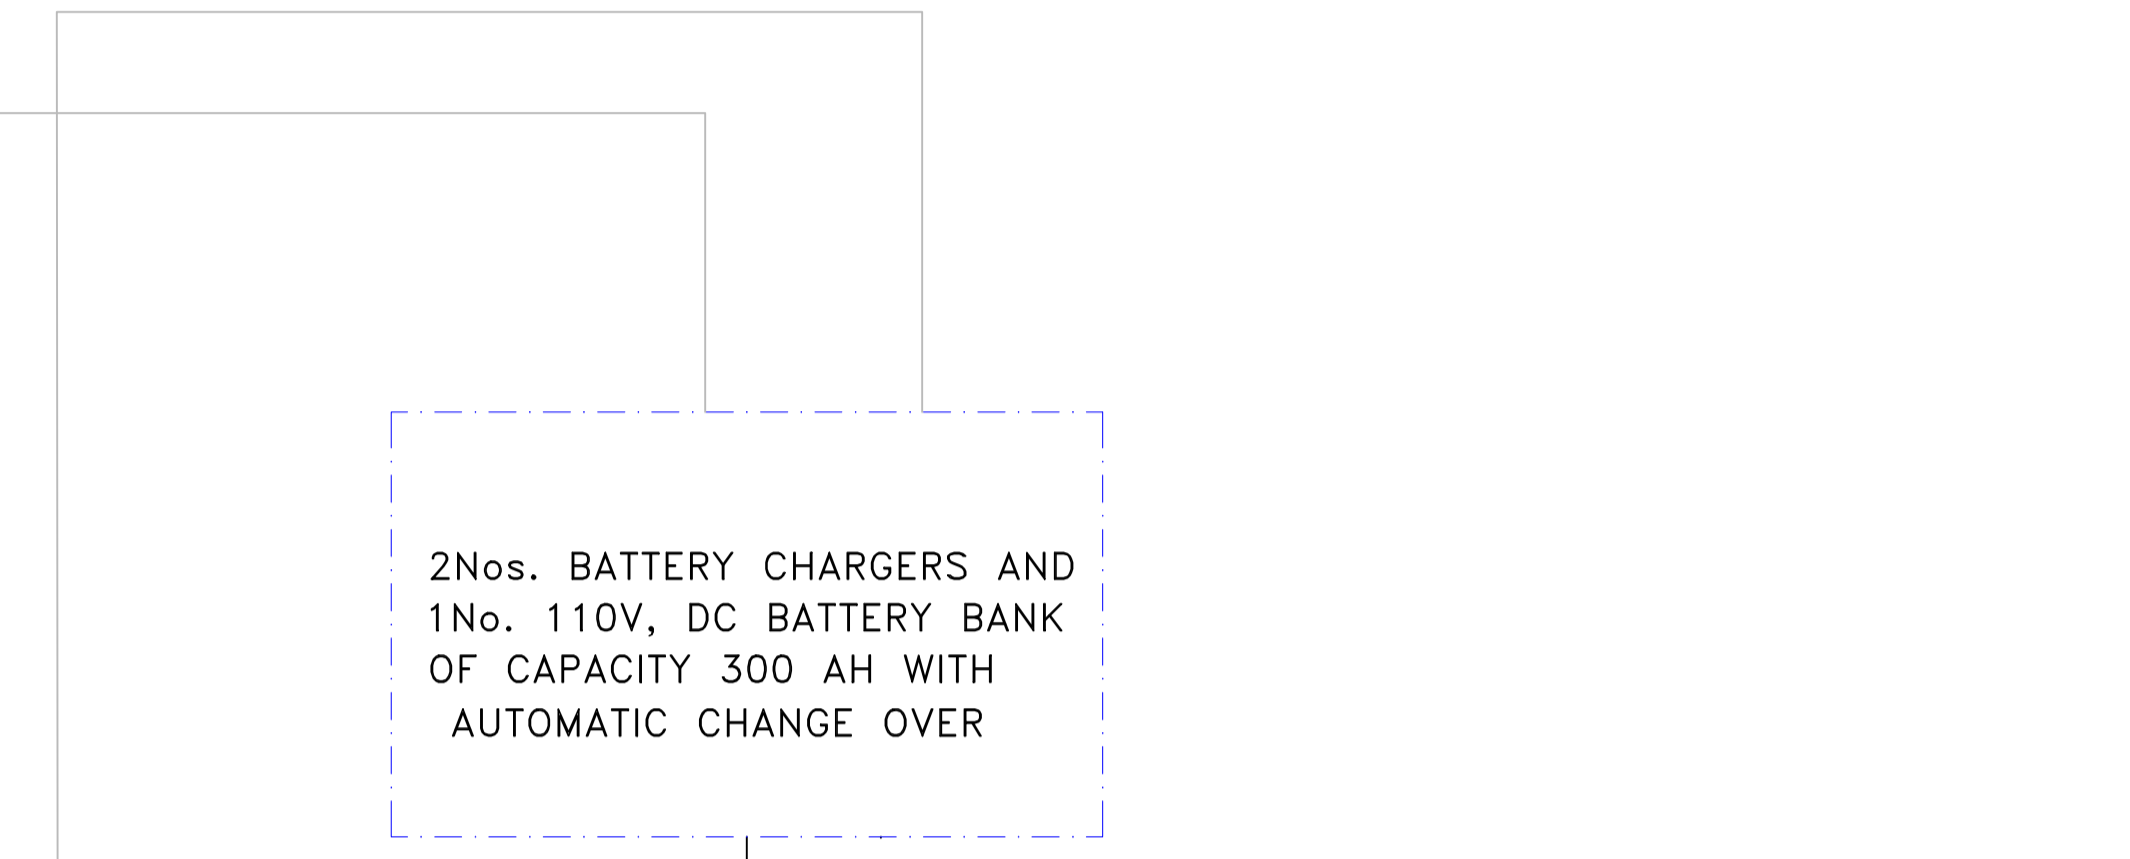 2Nos. BATTERY CHARGERS AND
1No. 110V, DC BATTERY BANK
OF CAPACITY 300 AH WITH
AUTOMATIC CHANGE OVER